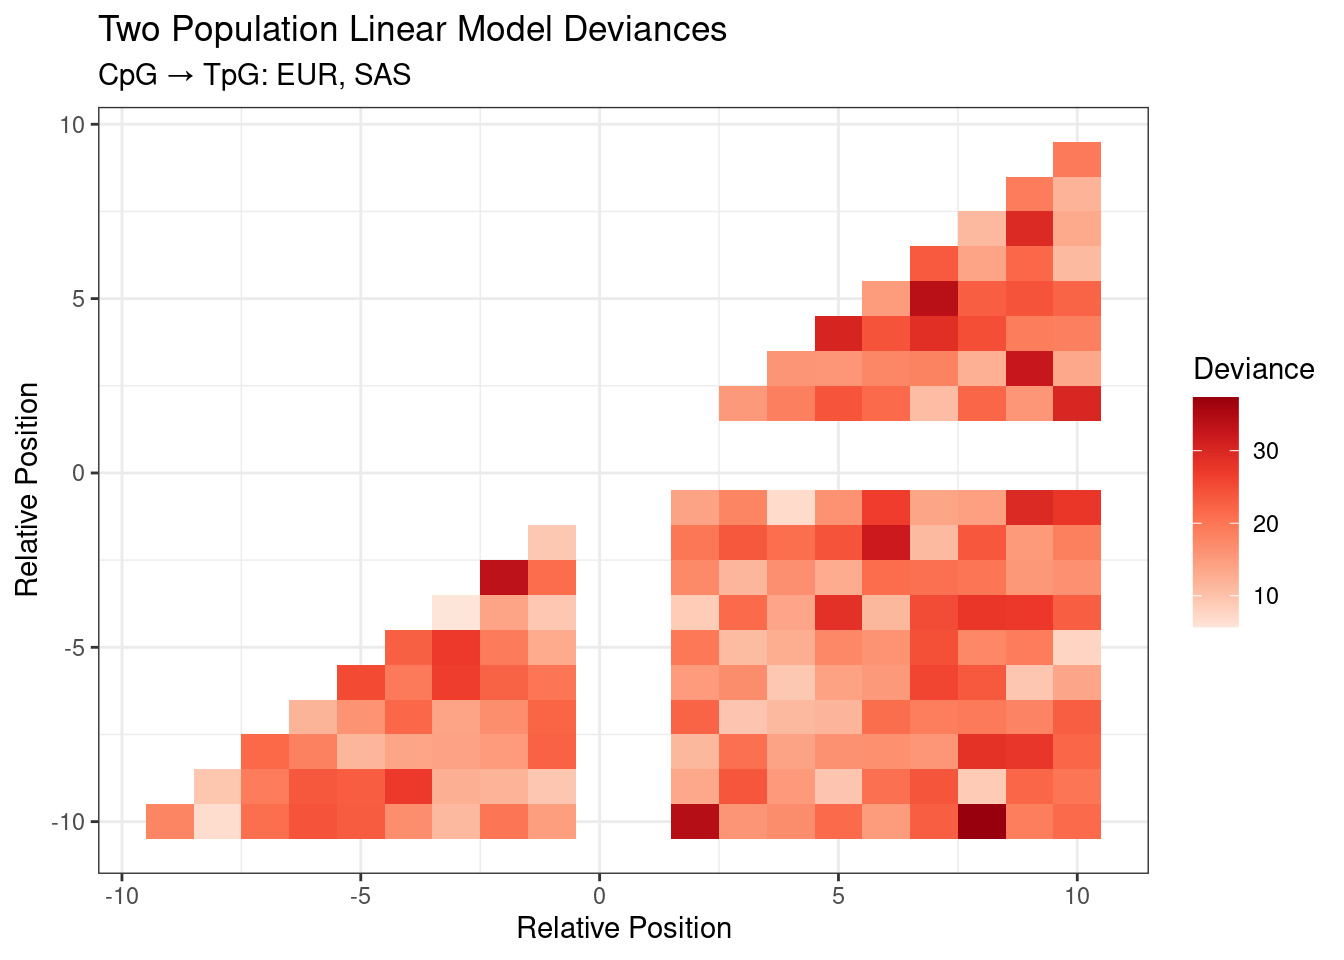 Two Population Linear Model Deviances
CpG → TpG: EUR, SAS
10
5
0
-5
-10
Relative Position
-10 -5 0 5 10
Relative Position
Deviance
30
20
10